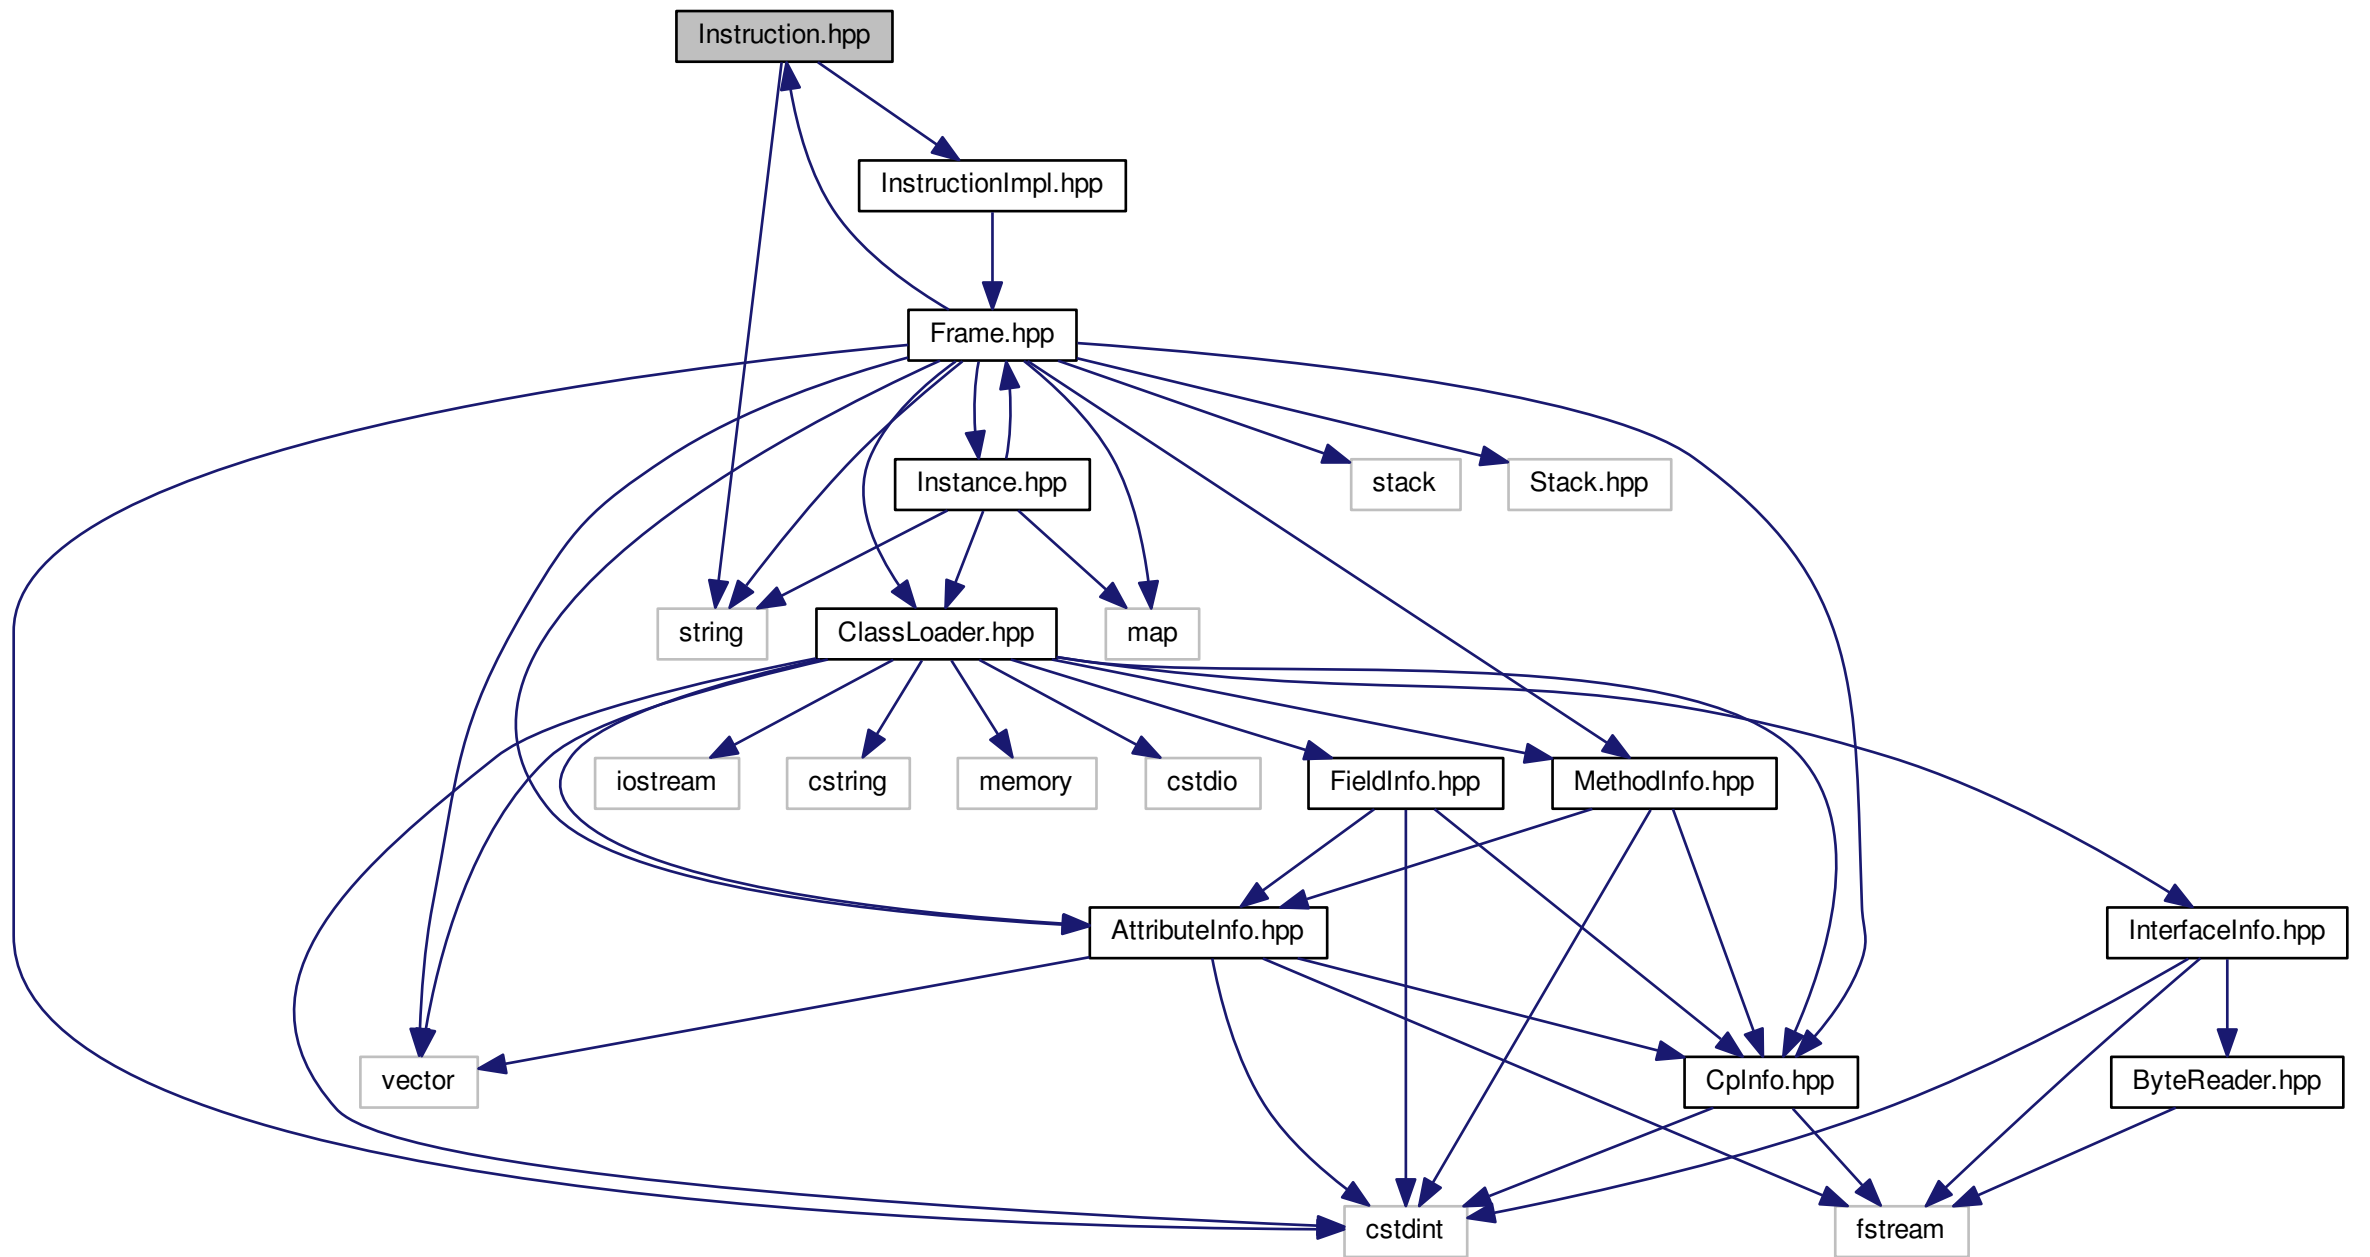 Instruction.hpp
InstructionImpl.hpp
Frame.hpp
Instance.hpp
stack
Stack.hpp
string
ClassLoader.hpp
map
iostream
cstring
memory
cstdio
FieldInfo.hpp
MethodInfo.hpp
AttributeInfo.hpp
InterfaceInfo.hpp
vector
CpInfo.hpp
ByteReader.hpp
cstdint
fstream